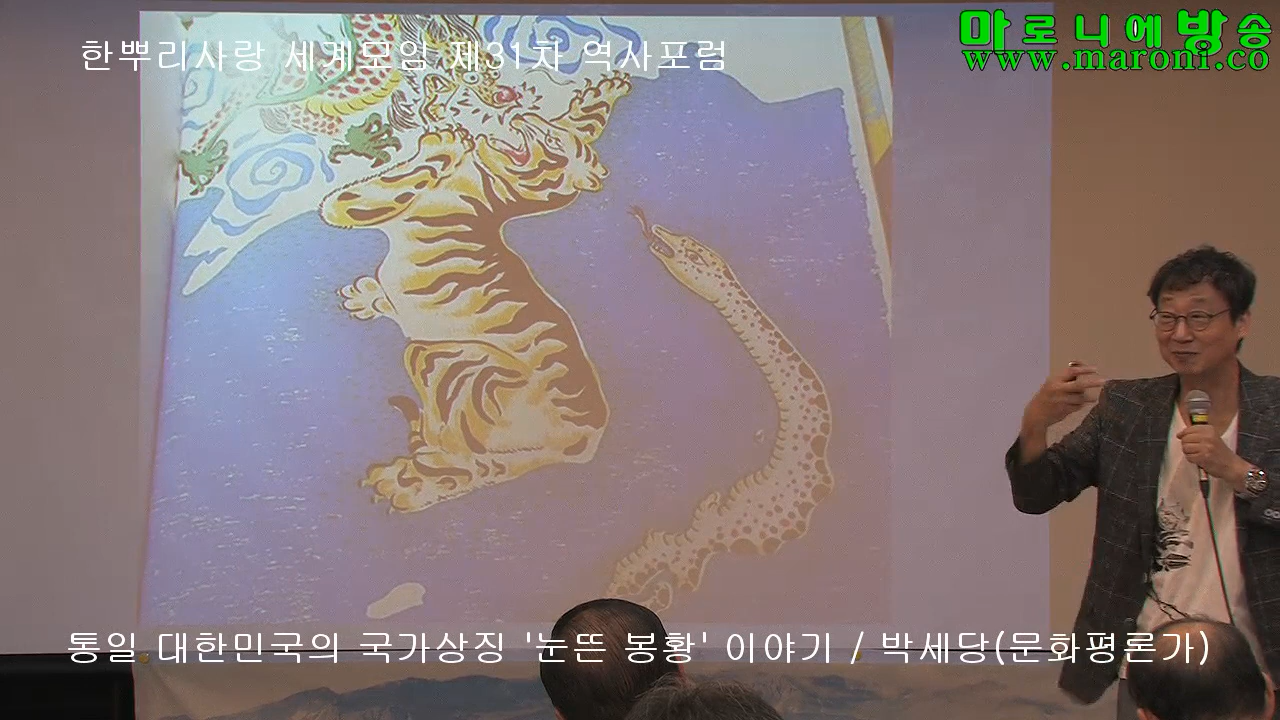 한뿌리사랑 세계모임 제31차 역사포럼
마로니에방송
www.maroni.co
통일 대한민국의 국가상징 '눈뜬 봉황' 이야기 / 박세당(문화평론가)